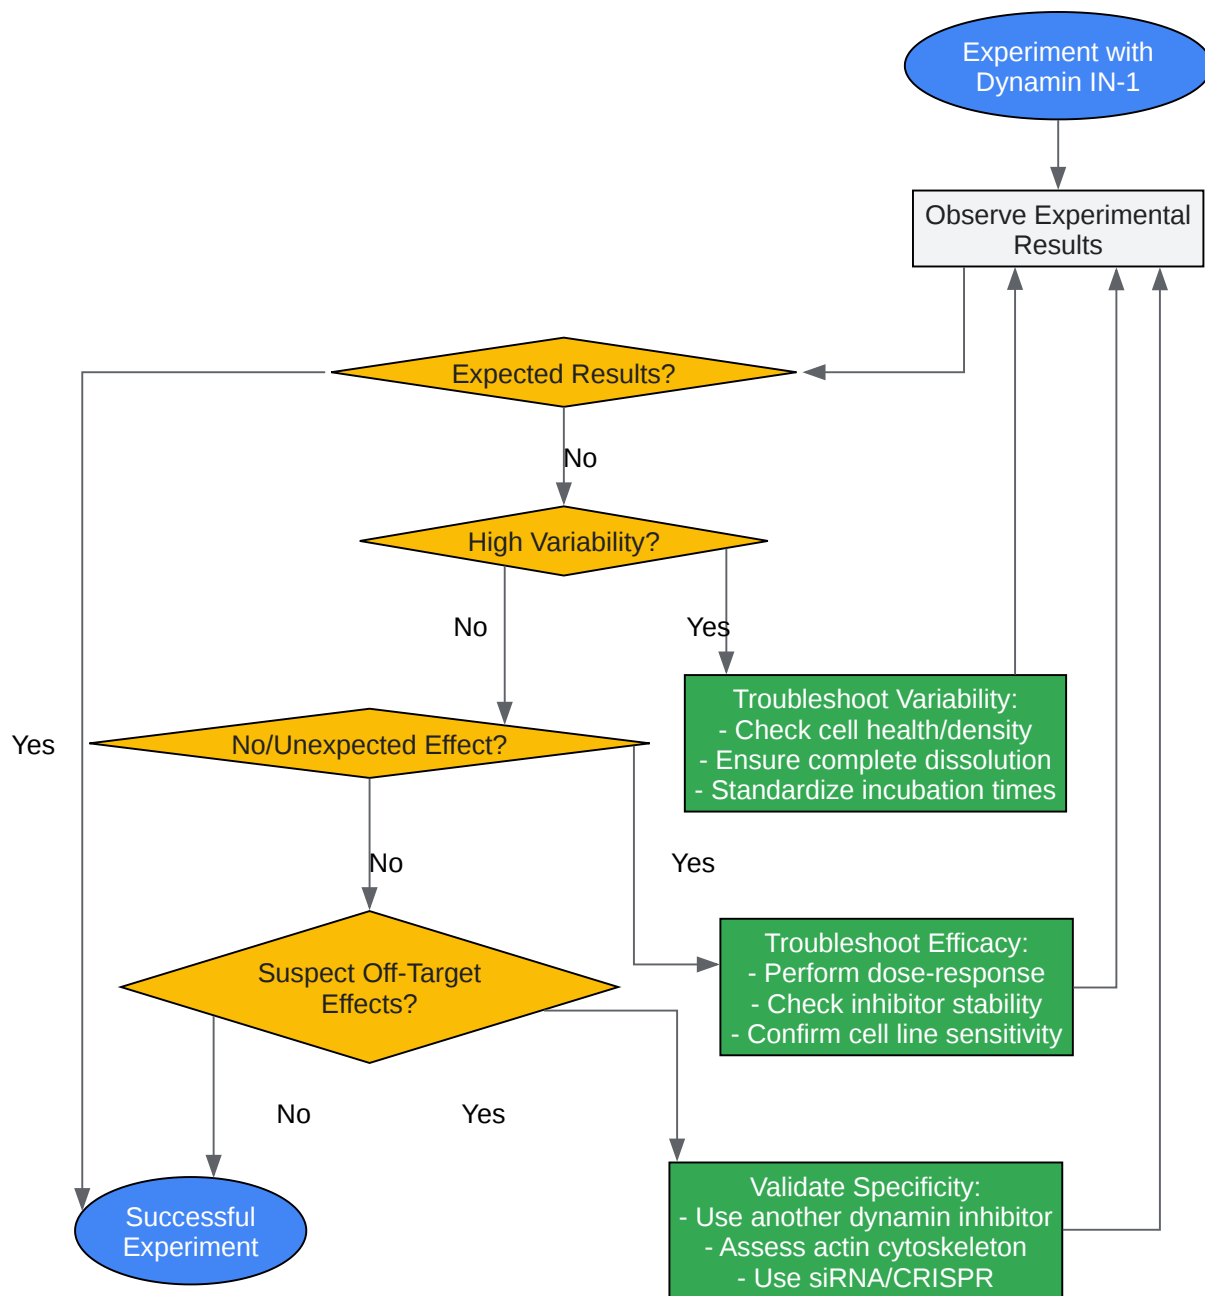 Experiment with
Dynamin IN-1
Observe Experimental
Results
Expected Results?
No
High Variability?
No
Yes
Troubleshoot Variability:
- Check cell health/density
- Ensure complete dissolution
- Standardize incubation times
Yes
No/Unexpected Effect?
No
Yes
Troubleshoot Efficacy:
- Perform dose-response
- Check inhibitor stability
- Confirm cell line sensitivity
Suspect Off-Target
Effects?
No
Yes
Validate Specificity:
- Use another dynamin inhibitor
- Assess actin cytoskeleton
- Use siRNA/CRISPR
Successful
Experiment